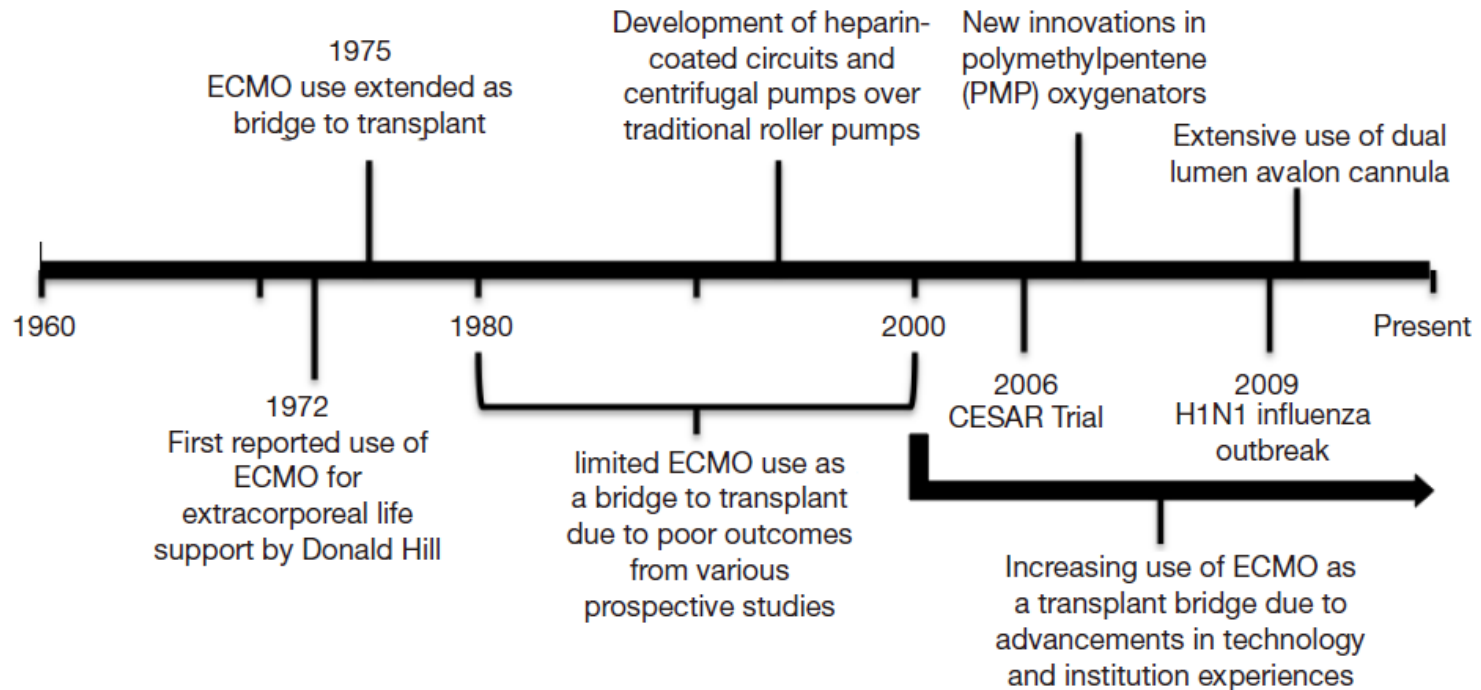 1975
ECMO use extended as
bridge to transplant
Development of heparin-
coated circuits and
centrifugal pumps over
traditional roller pumps
New innovations in
polymethylpentene
(PMP) oxygenators
Extensive use of dual
lumen avalon cannula
1960
1980
2000
Present
1972
First reported use of
ECMO for
extracorporeal life
support by Donald Hill
limited ECMO use as
a bridge to transplant
due to poor outcomes
from various
prospective studies
2006
CESAR Trial
2009
H1N1 influenza
outbreak
Increasing use of ECMO as
a transplant bridge due to
advancements in technology
and institution experiences